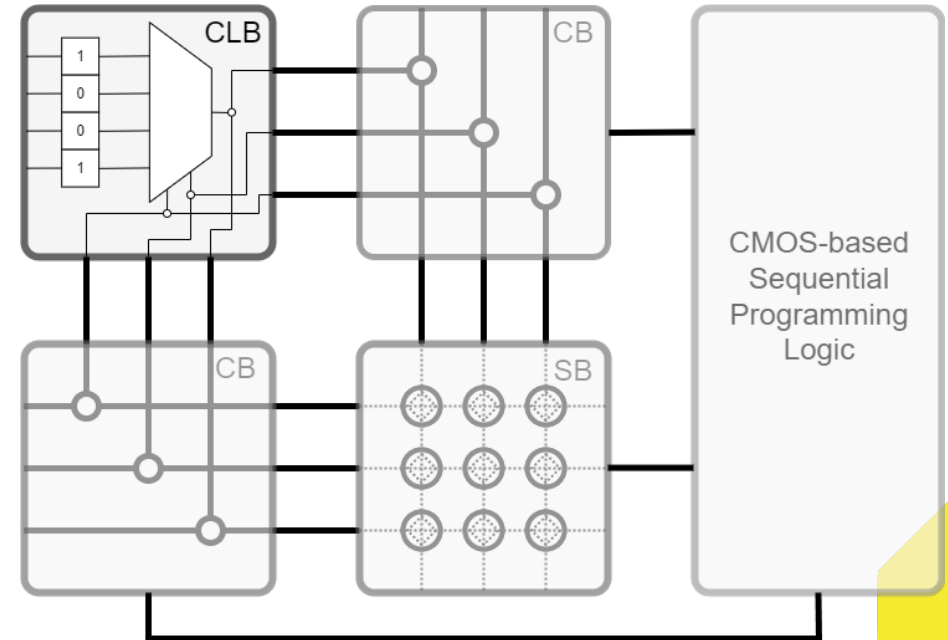 CLB
1
0
0
1
CB
CMOS-based
Sequential
Programming
Logic
CB
SB